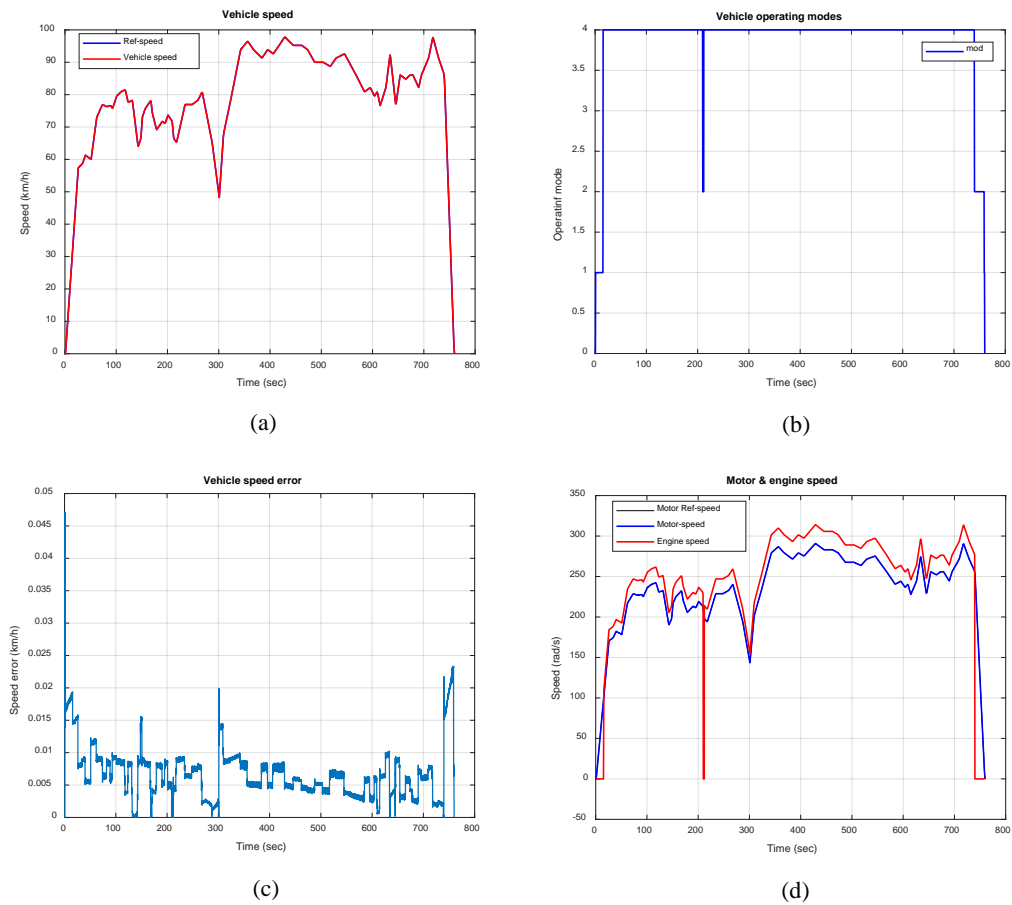 Vehicle speed
Ref-speed
Vehicle speed
100
90
80
70
60
50
40
30
20
10
0
Speed (km/h)
0 100 200 300 400 500 600 700 800
Time (sec)
(a)
Vehicle operating modes
mod
4
3.5
3
2.5
2
1.5
1
0.5
0
Operatinf mode
0 100 200 300 400 500 600 700 800
Time (sec)
(b)
Vehicle speed error
0.05
0.045
0.04
0.035
0.03
0.025
0.02
0.015
0.01
0.005
0
Speed error (km/h)
0 100 200 300 400 500 600 700 800
Time (sec)
(c)
Motor & engine speed
Motor Ref-speed
Motor-speed
Engine speed
350
300
250
200
150
100
50
0
-50
Speed (rad/s)
0 100 200 300 400 500 600 700 800
Time (sec)
(d)